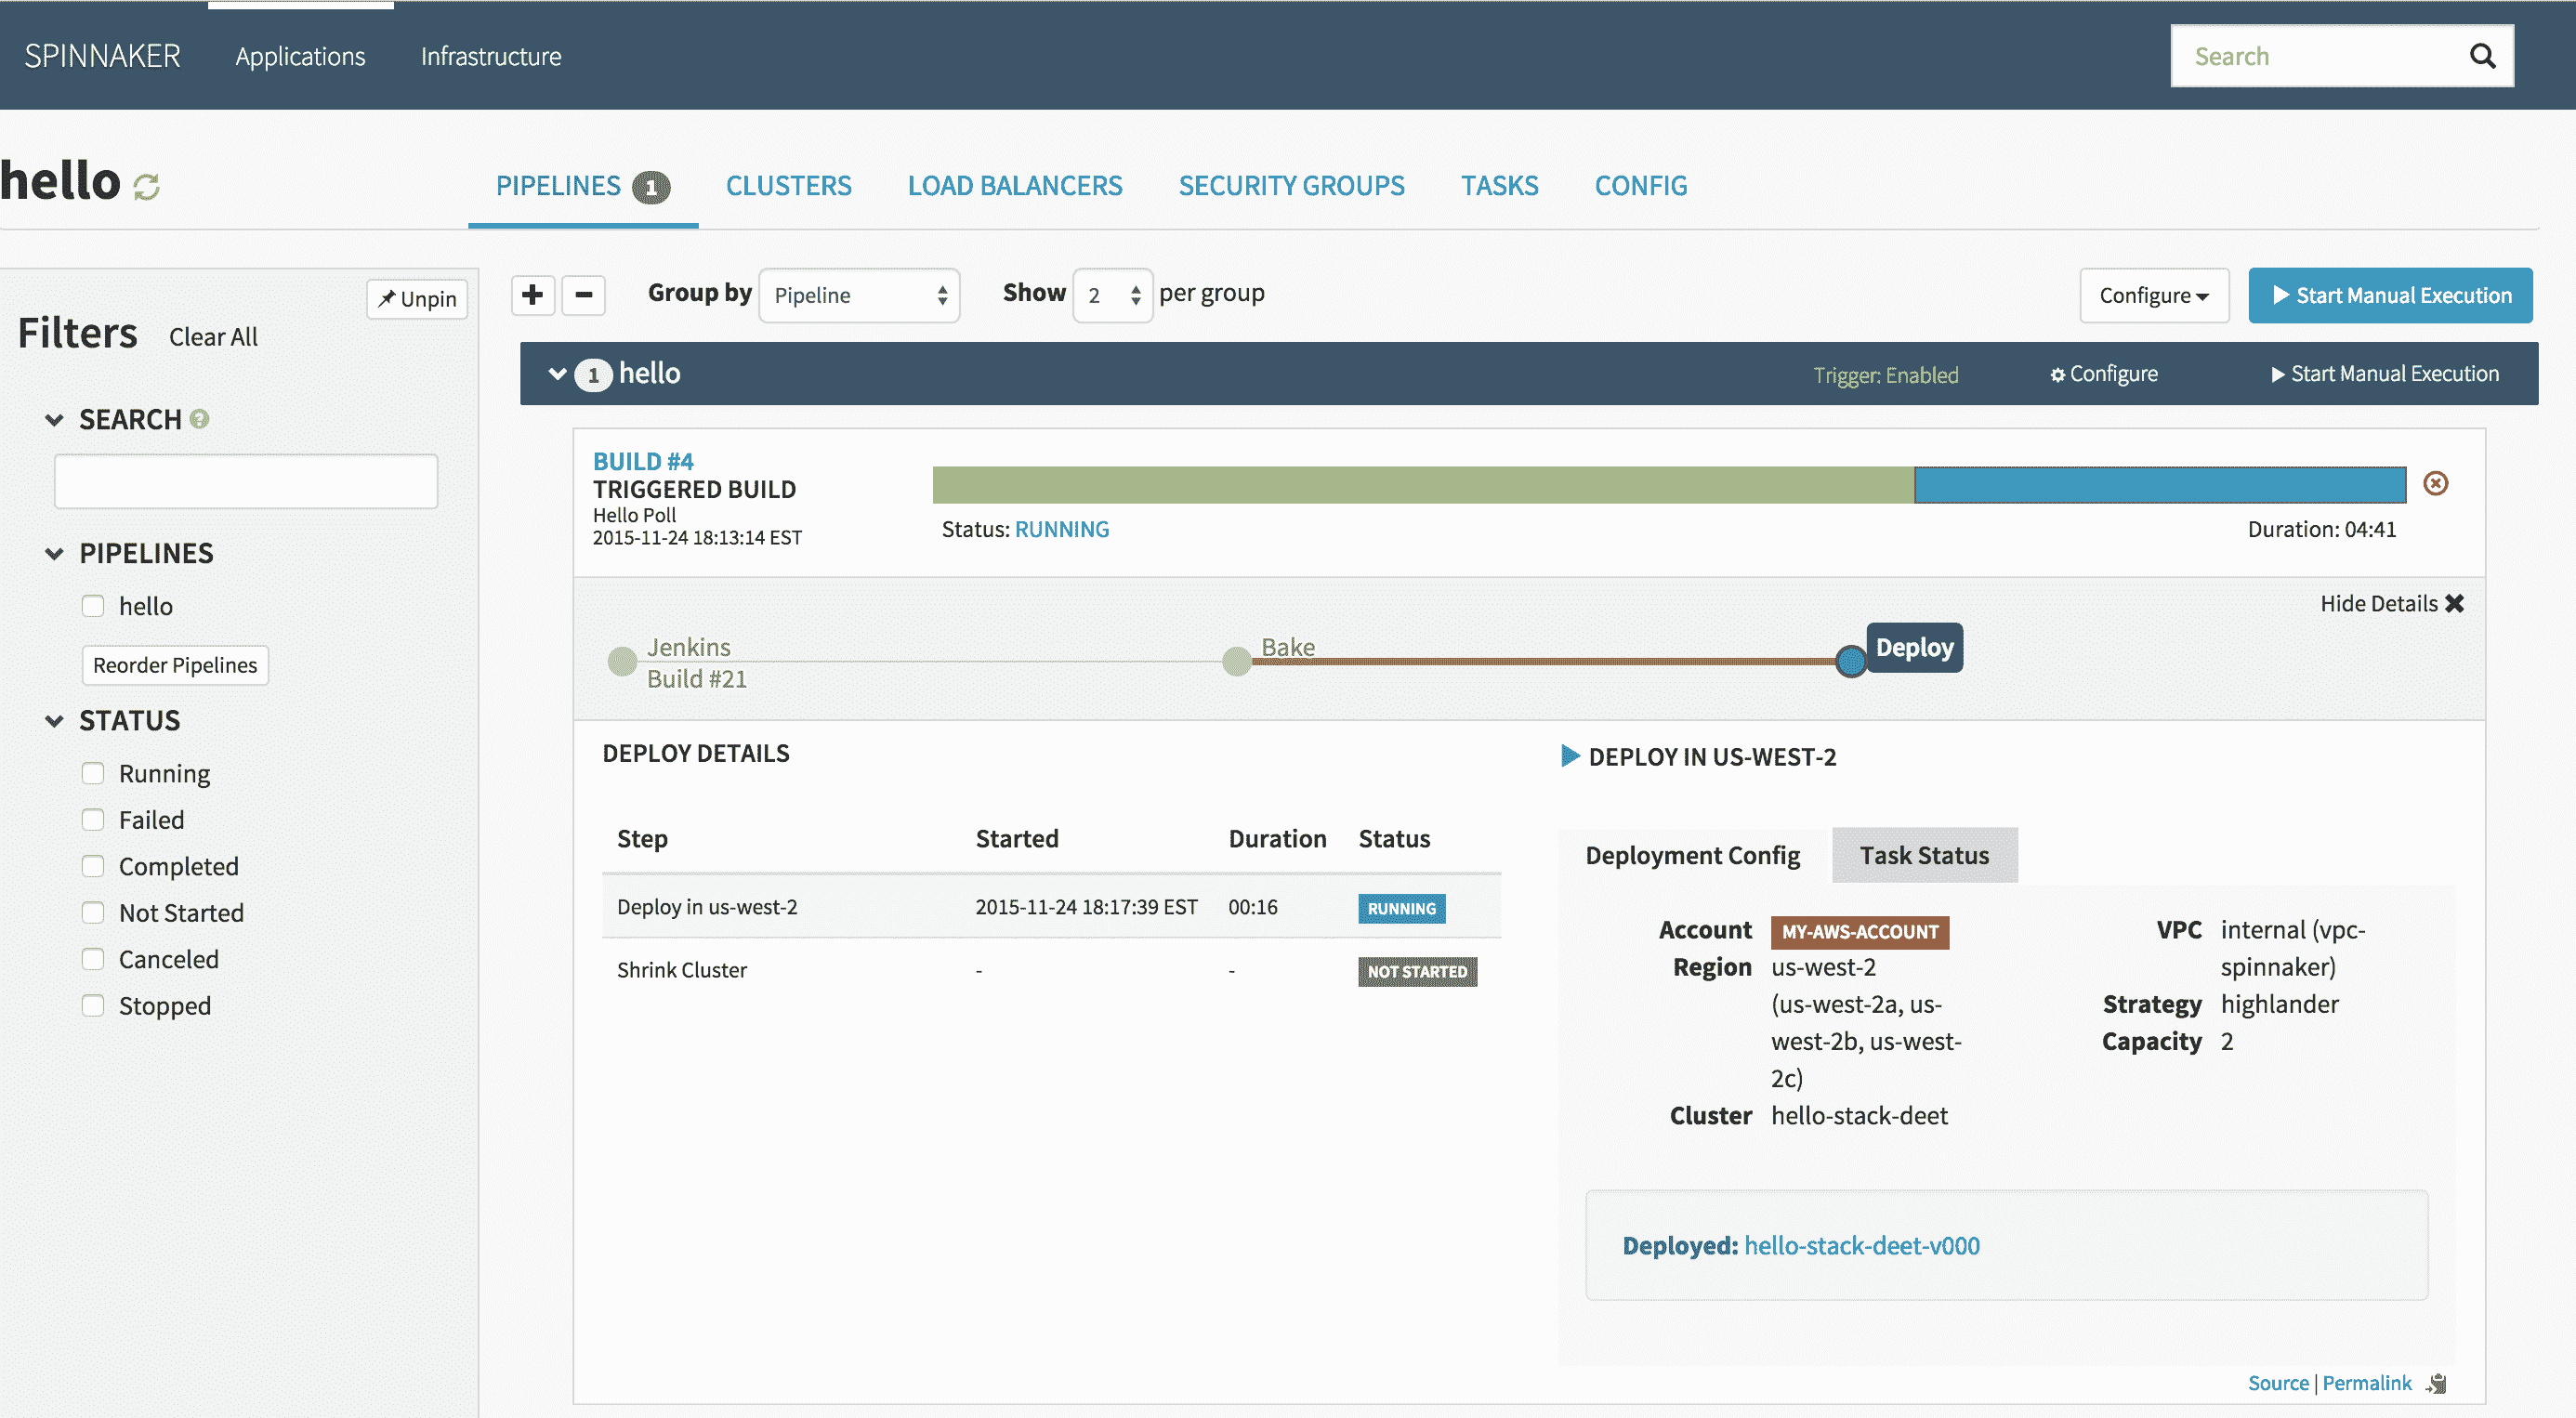 SPINNAKER Applications Infrastructure Search
hello PIPELINES 1 CLUSTERS LOAD BALANCERS SECURITY GROUPS TASKS CONFIG
Unpin
Filters Clear All
SEARCH ?
PIPELINES
hello
Reorder Pipelines
STATUS
Running
Failed
Completed
Not Started
Canceled
Stopped
+ − Group by Pipeline Show 2 per group Configure Start Manual Execution
1 hello Trigger: Enabled Configure Start Manual Execution
BUILD #4
TRIGGERED BUILD
Hello Poll
2015-11-24 18:13:14 EST
Status: RUNNING Duration: 04:41
Hide Details
Jenkins
Build #21
Bake
Deploy
DEPLOY DETAILS
Step Started Duration Status
Deploy in us-west-2 2015-11-24 18:17:39 EST 00:16 RUNNING
Shrink Cluster - - NOT STARTED
DEPLOY IN US-WEST-2
Deployment Config Task Status
Account MY-AWS-ACCOUNT
Region us-west-2
(us-west-2a, us-
west-2b, us-west-
2c)
Cluster hello-stack-deet
VPC internal (vpc-
spinnaker)
Strategy highlander
Capacity 2
Deployed: hello-stack-deet-v000
Source | Permalink